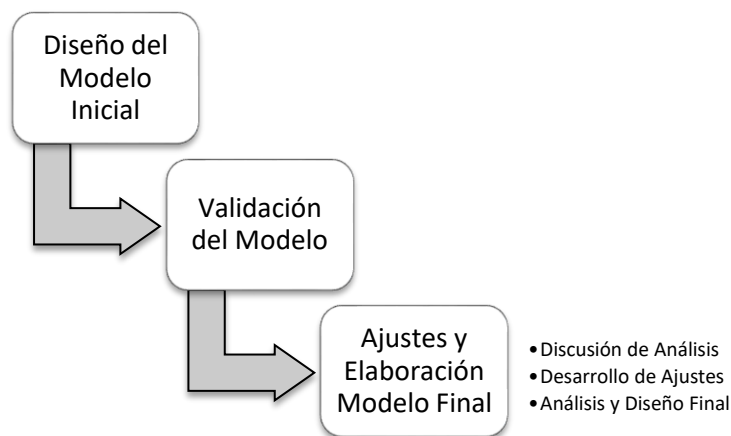 Diseño del
Modelo
Inicial
Validación
del Modelo
Ajustes y
Elaboración
Modelo Final
•Discusión de Análisis
•Desarrollo de Ajustes
•Análisis y Diseño Final